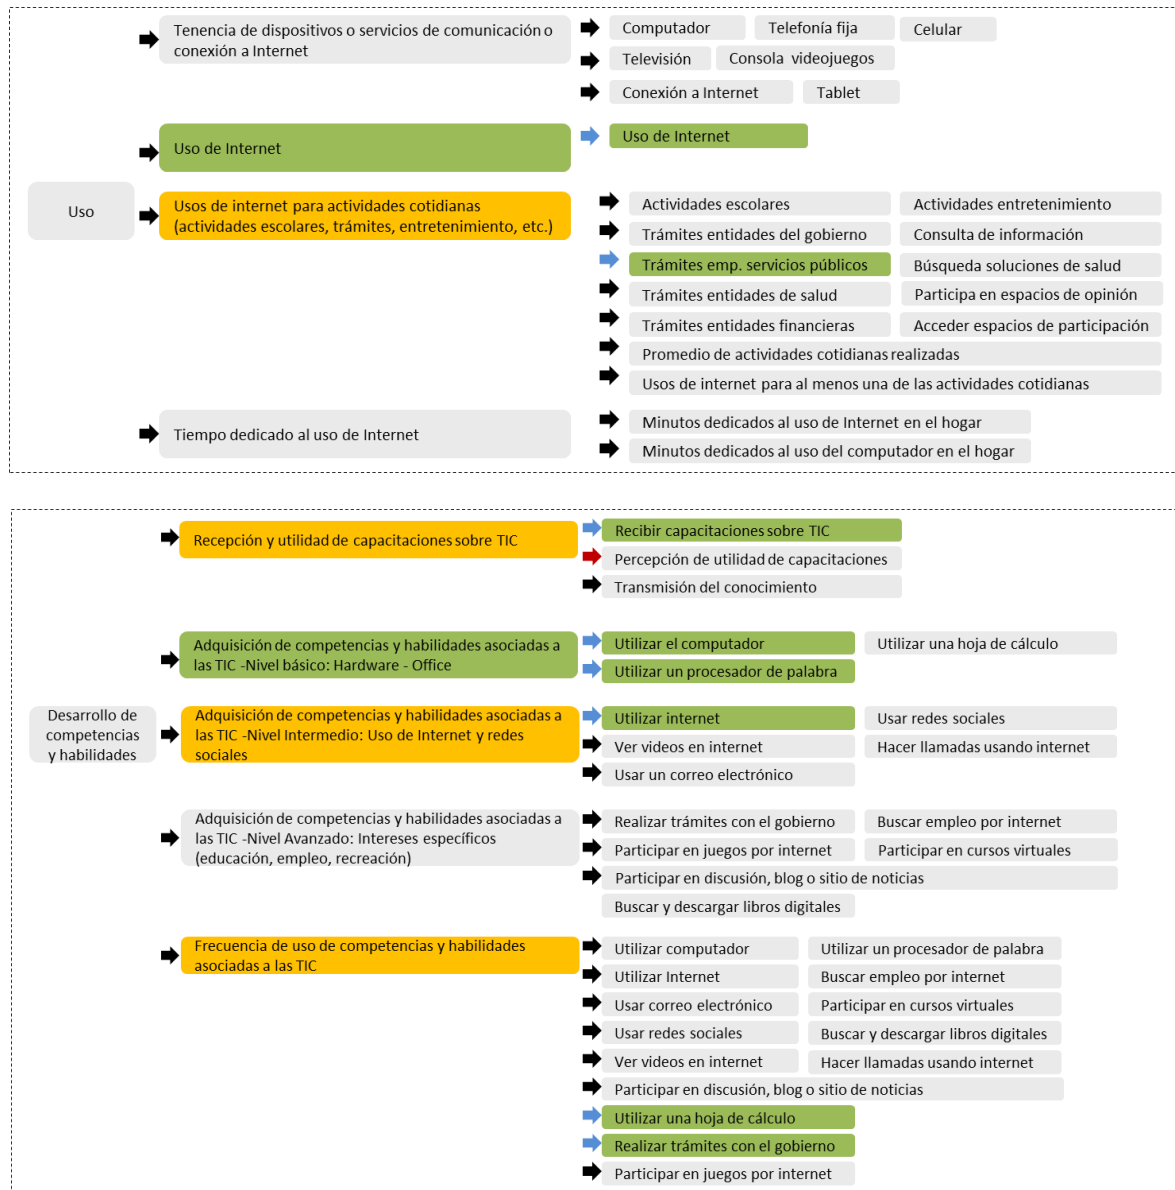 Tenencia de dispositivos o servicios de comunicación o
conexión a Internet
Computador
Telefonía fija
Celular
Televisión
Consola videojuegos
Conexión a Internet
Tablet
Uso de Internet
Uso de Internet
Uso
Usos de internet para actividades cotidianas
(actividades escolares, trámites, entretenimiento, etc.)
Actividades escolares
Actividades entretenimiento
Trámites entidades del gobierno
Consulta de información
Trámites emp. servicios públicos
Búsqueda soluciones de salud
Trámites entidades de salud
Participa en espacios de opinión
Trámites entidades financieras
Acceder espacios de participación
Promedio de actividades cotidianas realizadas
Usos de internet para al menos una de las actividades cotidianas
Tiempo dedicado al uso de Internet
Minutos dedicados al uso de Internet en el hogar
Minutos dedicados al uso del computador en el hogar
Recepción y utilidad de capacitaciones sobre TIC
Recibir capacitaciones sobre TIC
Percepción de utilidad de capacitaciones
Transmisión del conocimiento
Adquisición de competencias y habilidades asociadas a
las TIC -Nivel básico: Hardware - Office
Utilizar el computador
Utilizar una hoja de cálculo
Utilizar un procesador de palabra
Desarrollo de
competencias
y habilidades
Adquisición de competencias y habilidades asociadas a
las TIC -Nivel Intermedio: Uso de Internet y redes
sociales
Utilizar internet
Usar redes sociales
Ver videos en internet
Hacer llamadas usando internet
Usar un correo electrónico
Adquisición de competencias y habilidades asociadas a
las TIC -Nivel Avanzado: Intereses específicos
(educación, empleo, recreación)
Realizar trámites con el gobierno
Buscar empleo por internet
Participar en juegos por internet
Participar en cursos virtuales
Participar en discusión, blog o sitio de noticias
Buscar y descargar libros digitales
Frecuencia de uso de competencias y habilidades
asociadas a las TIC
Utilizar computador
Utilizar un procesador de palabra
Utilizar Internet
Buscar empleo por internet
Usar correo electrónico
Participar en cursos virtuales
Usar redes sociales
Buscar y descargar libros digitales
Ver videos en internet
Hacer llamadas usando internet
Participar en discusión, blog o sitio de noticias
Utilizar una hoja de cálculo
Realizar trámites con el gobierno
Participar en juegos por internet